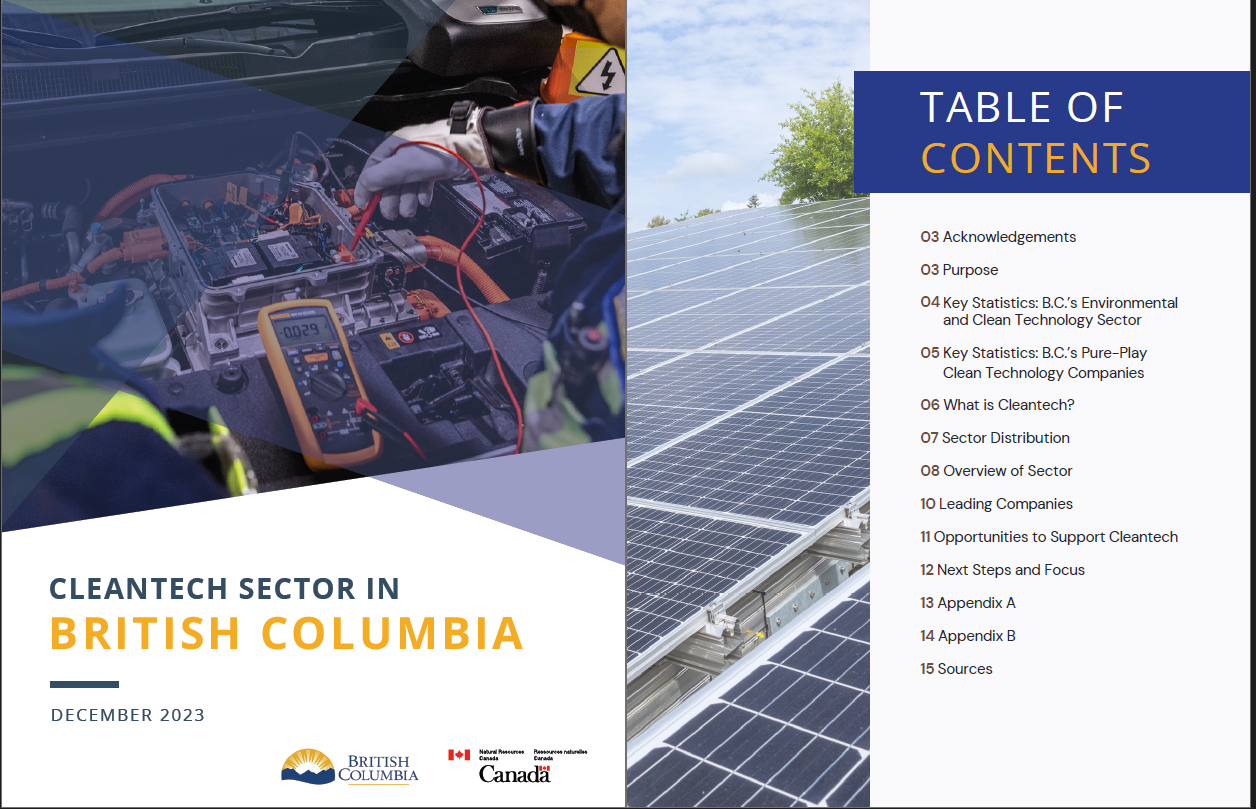 -0.029
CLEANTECH SECTOR IN
BRITISH COLUMBIA
DECEMBER 2023
BRITISH
COLUMBIA
Natural Resources
Canada
Ressources naturelles
Canada
Canada
TABLE OF
CONTENTS
03 Acknowledgements
03 Purpose
04 Key Statistics: B.C.’s Environmental
and Clean Technology Sector
05 Key Statistics: B.C.’s Pure-Play
Clean Technology Companies
06 What is Cleantech?
07 Sector Distribution
08 Overview of Sector
10 Leading Companies
11 Opportunities to Support Cleantech
12 Next Steps and Focus
13 Appendix A
14 Appendix B
15 Sources